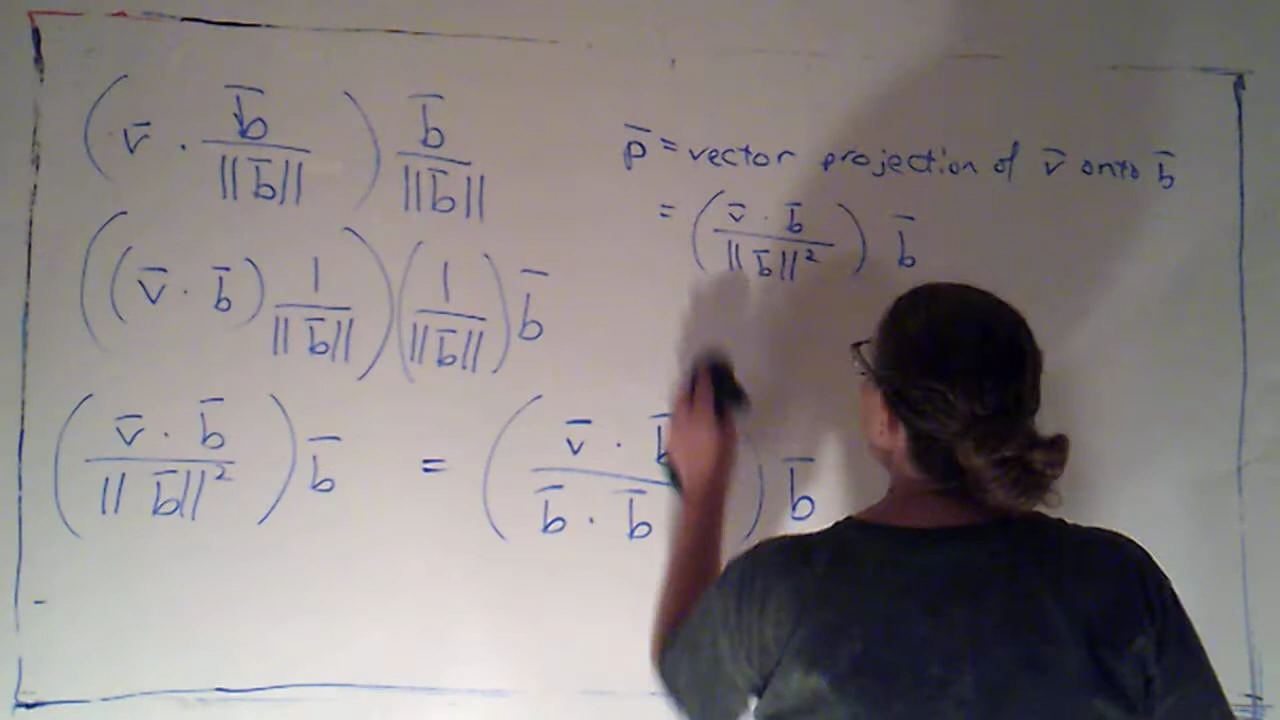 (v̄ · b̄/||b̄||) b̄/||b̄||
((v̄ · b̄) 1/||b̄||)(1/||b̄||) b̄
(v̄ · b̄/||b̄||²) b̄ = (v̄ · b̄/b̄ · b̄) b̄
p̄ = vector projection of v̄ onto b̄
= (v̄ · b̄/||b̄||²) b̄